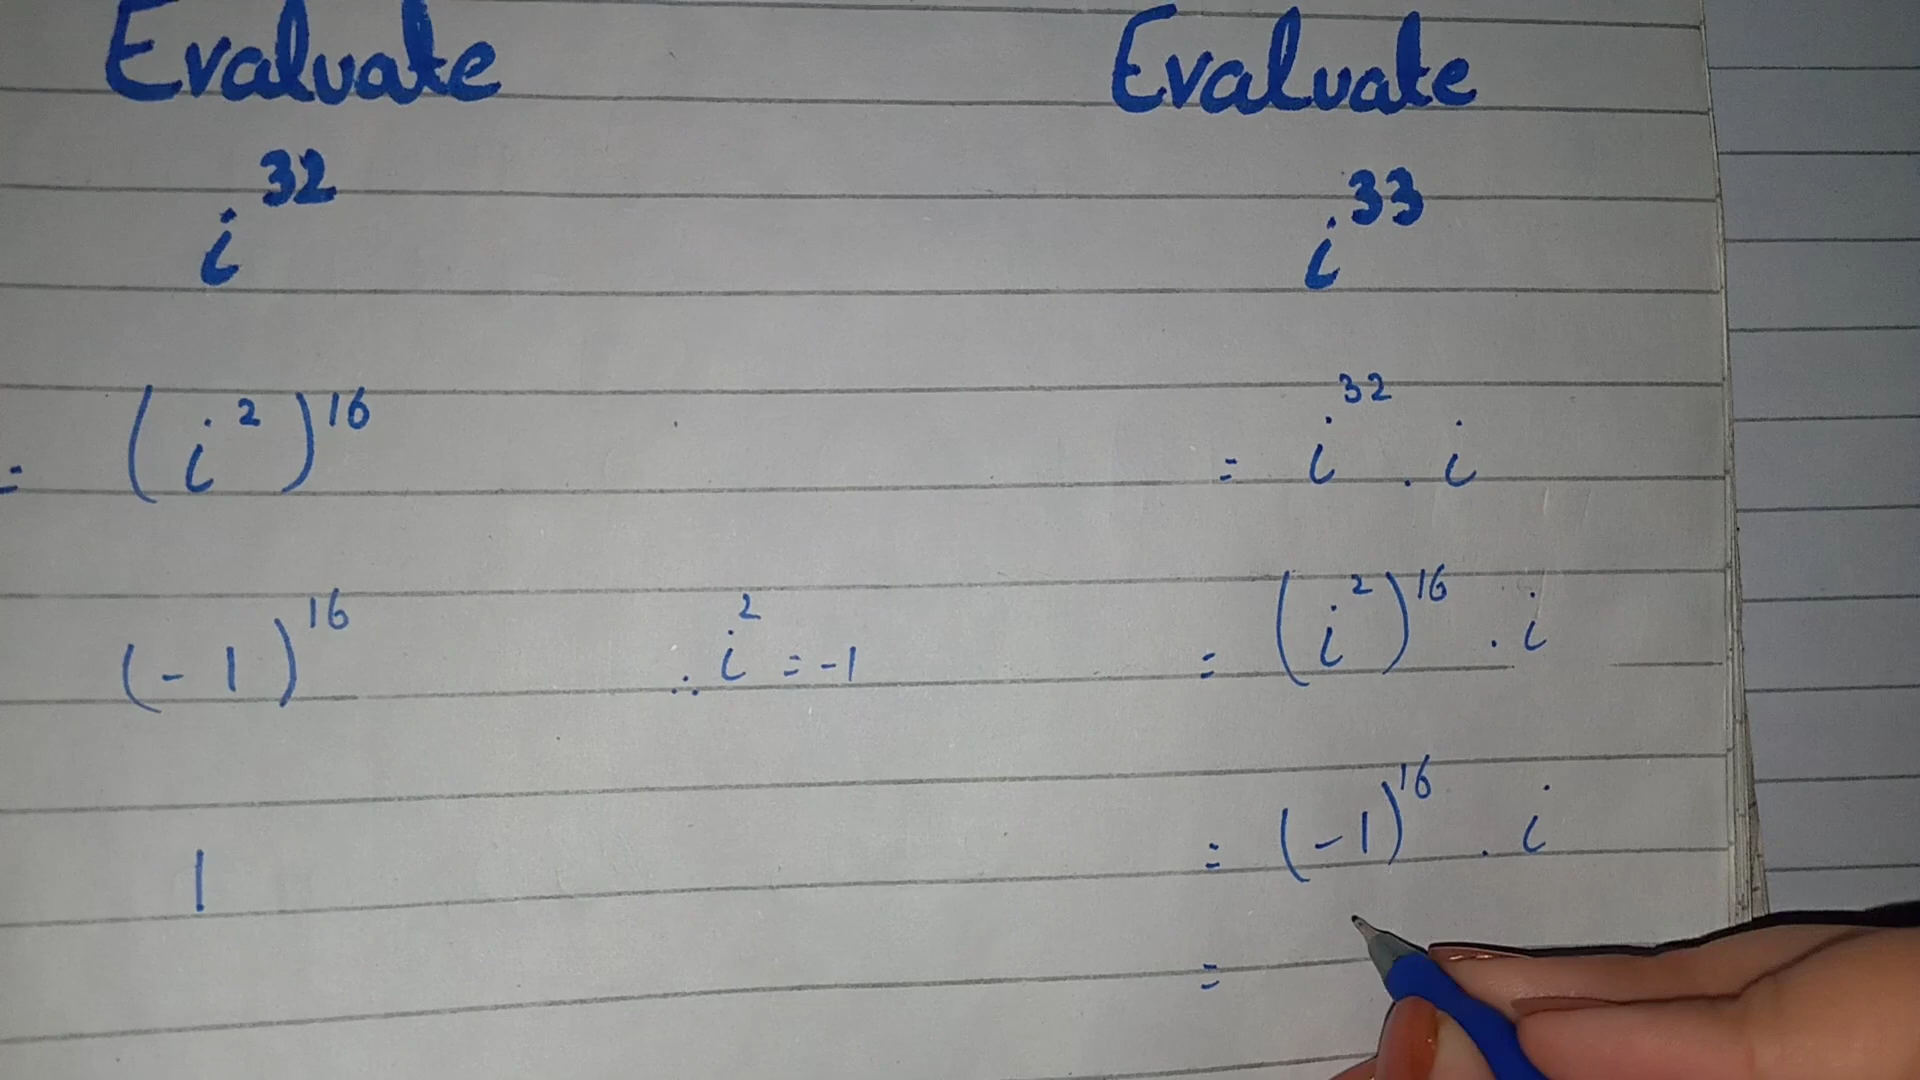 Evaluate
i^32
= (i^2)^16
(-1)^16 ∴ i^2 = -1
1
Evaluate
i^33
= i^32 . i
= (i^2)^16 . i
= (-1)^16 . i
=